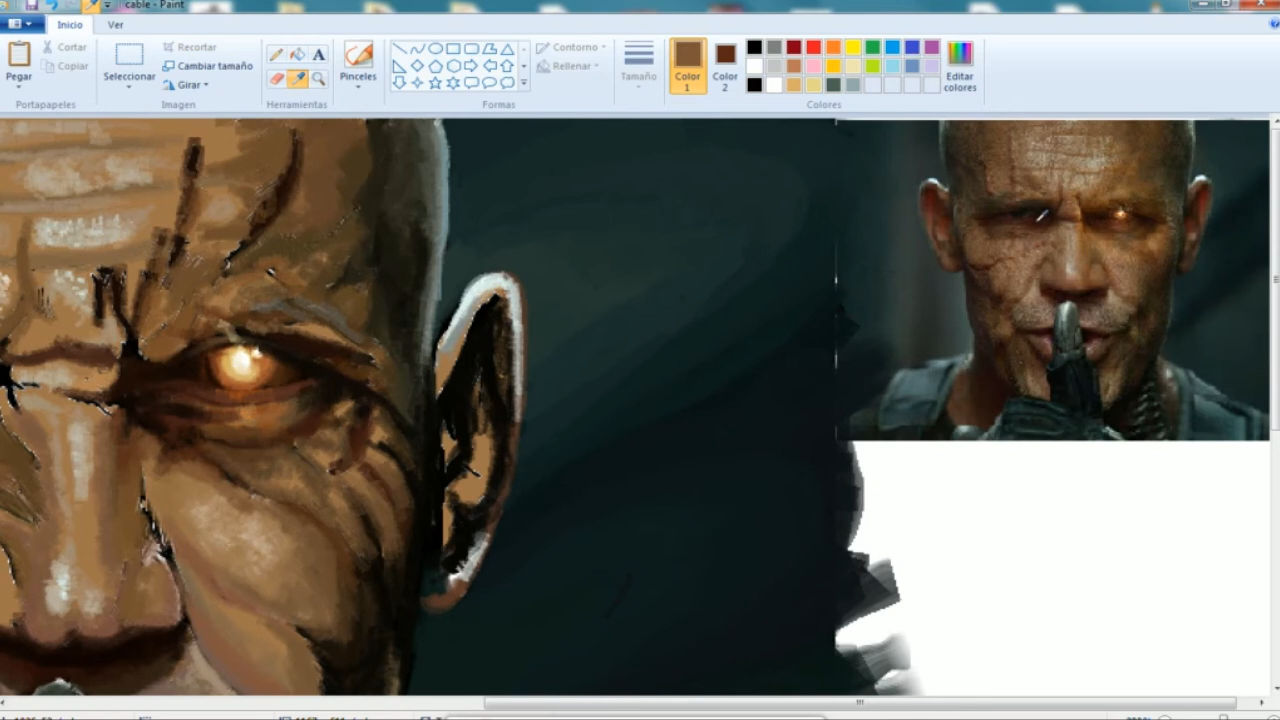 cable - Paint
Inicio
Ver
Pegar
Cortar
Copiar
Portapapeles
Seleccionar
Recortar
Cambiar tamaño
Girar
Imagen
A
Herramientas
Pinceles
Contorno
Rellenar
Formas
Tamaño
Color 1
Color 2
Editar colores
Colores